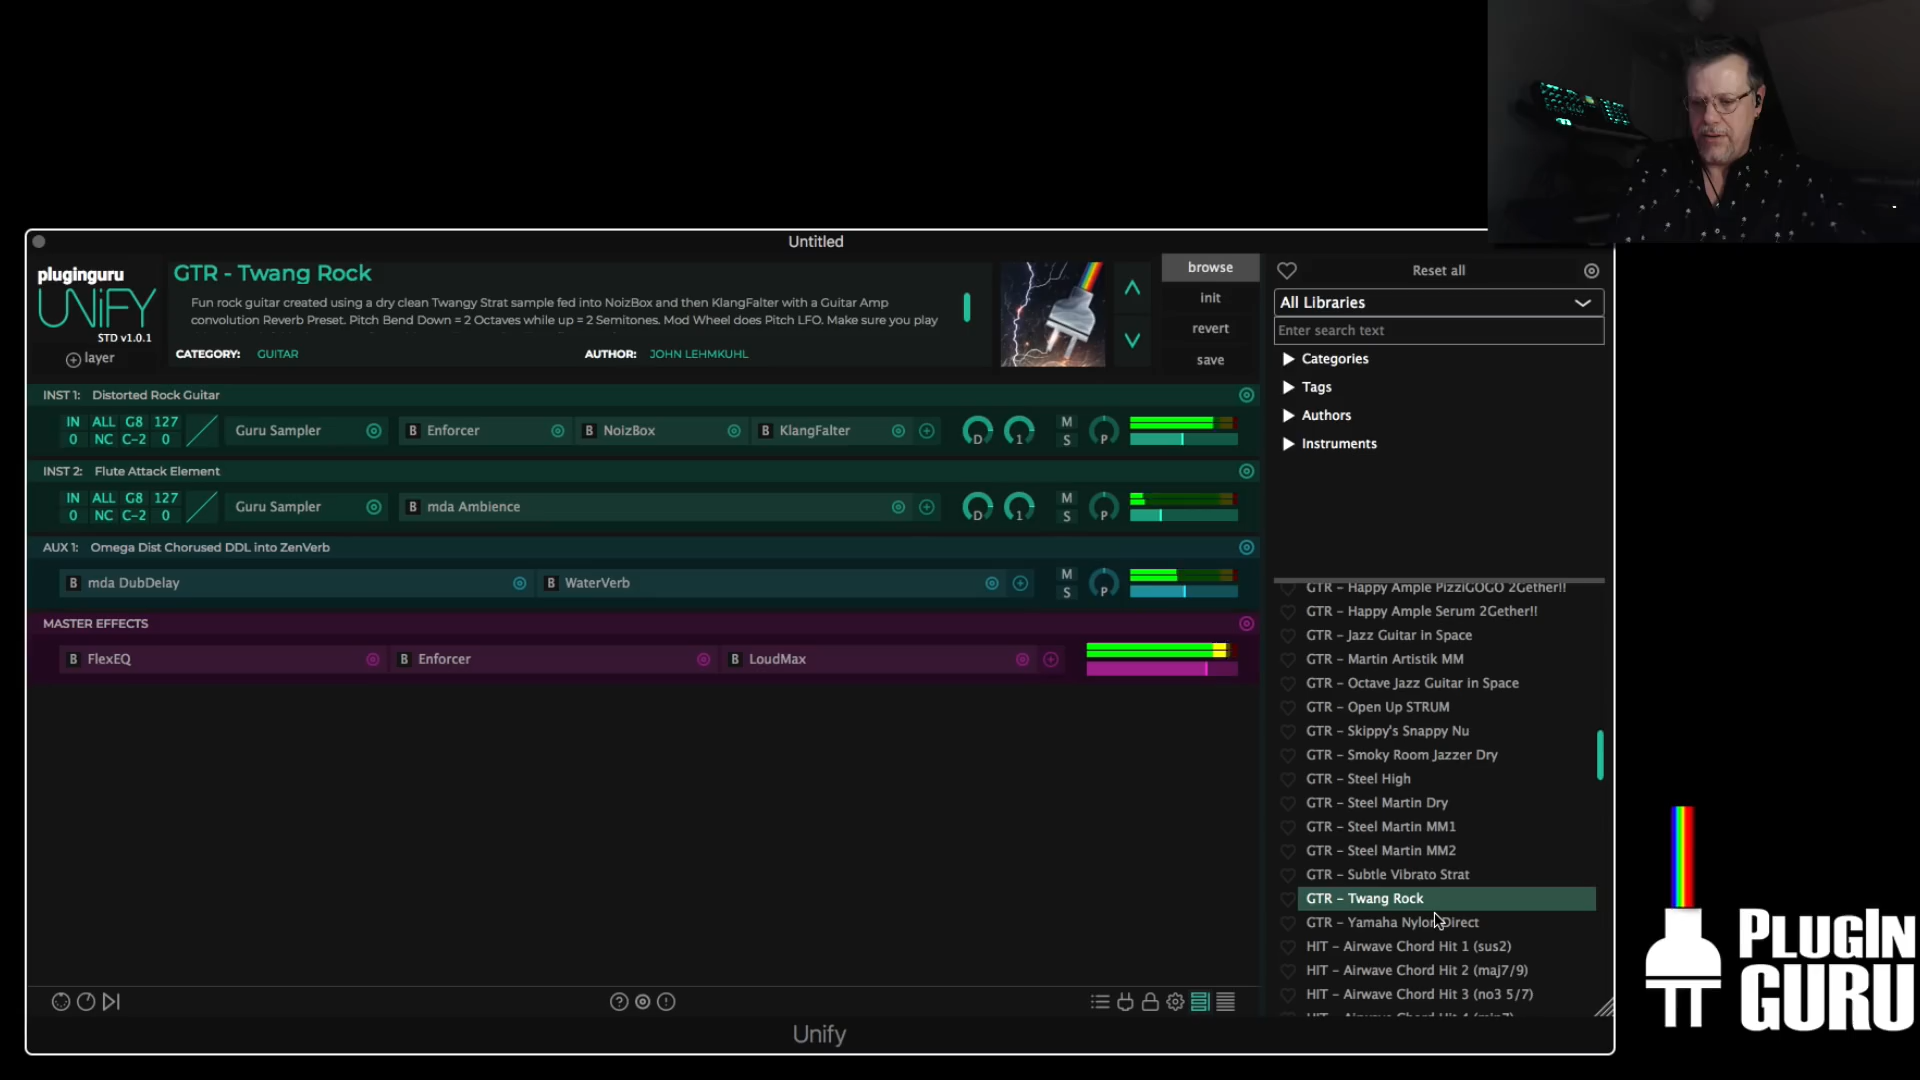 Untitled
pluginguru
UNIFY
STD v1.0.1
layer
GTR - Twang Rock
Fun rock guitar created using a dry clean Twangy Strat sample fed into NoizBox and then KlangFalter with a Guitar Amp
convolution Reverb Preset. Pitch Bend Down = 2 Octaves while up = 2 Semitones. Mod Wheel does Pitch LFO. Make sure you play
CATEGORY: GUITAR AUTHOR: JOHN LEHMKUHL
browse
init
revert
save
INST 1: Distorted Rock Guitar
IN ALL G8 127
0 NC C-2 0
Guru Sampler B Enforcer B NoizBox B KlangFalter D 1 M S P
INST 2: Flute Attack Element
IN ALL G8 127
0 NC C-2 0
Guru Sampler B mda Ambience D 1 M S P
AUX 1: Omega Dist Chorused DDL into ZenVerb
B mda DubDelay B WaterVerb M S P
MASTER EFFECTS
B FlexEQ B Enforcer B LoudMax
Reset all
All Libraries
Enter search text
Categories
Tags
Authors
Instruments
GTR - Happy Ample PizziGOGO 2Gether!!
GTR - Happy Ample Serum 2Gether!!
GTR - Jazz Guitar in Space
GTR - Martin Artistik MM
GTR - Octave Jazz Guitar in Space
GTR - Open Up STRUM
GTR - Skippy's Snappy Nu
GTR - Smoky Room Jazzer Dry
GTR - Steel High
GTR - Steel Martin Dry
GTR - Steel Martin MM1
GTR - Steel Martin MM2
GTR - Subtle Vibrato Strat
GTR - Twang Rock
GTR - Yamaha Nylon Direct
HIT - Airwave Chord Hit 1 (sus2)
HIT - Airwave Chord Hit 2 (maj7/9)
HIT - Airwave Chord Hit 3 (no3 5/7)
Unify
PLUGIN
GURU